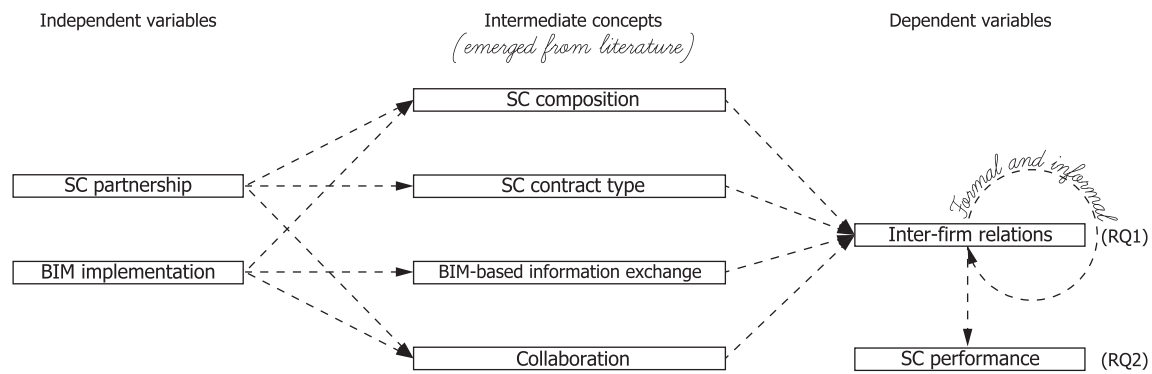 Independent variables
Intermediate concepts
(emerged from literature)
Dependent variables
SC composition
SC partnership
SC contract type
Formal and informal
Inter-firm relations
(RQ1)
BIM implementation
BIM-based information exchange
Collaboration
SC performance
(RQ2)